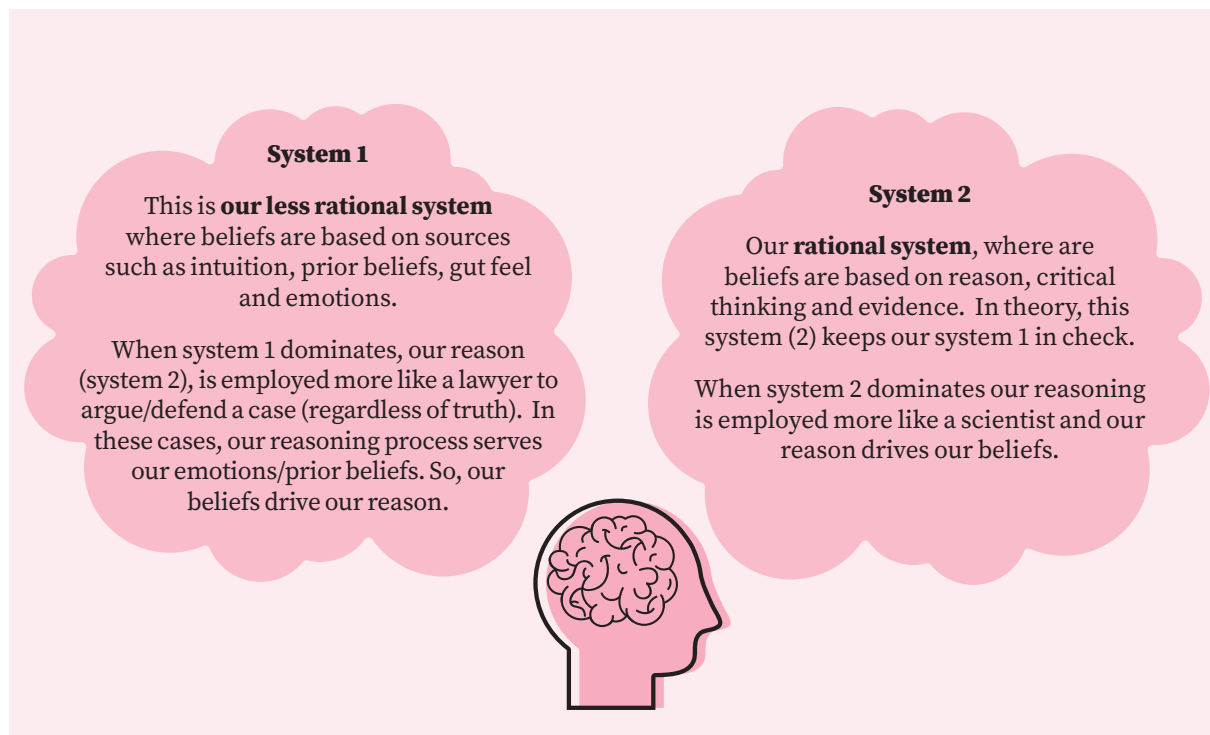 System 1
This is our less rational system
where beliefs are based on sources
such as intuition, prior beliefs, gut feel
and emotions.
When system 1 dominates, our reason
(system 2), is employed more like a lawyer to
argue/defend a case (regardless of truth).  In
these cases, our reasoning process serves
our emotions/prior beliefs. So, our
beliefs drive our reason.
System 2
Our rational system, where are
beliefs are based on reason, critical
thinking and evidence.  In theory, this
system (2) keeps our system 1 in check.
When system 2 dominates our reasoning
is employed more like a scientist and our
reason drives our beliefs.